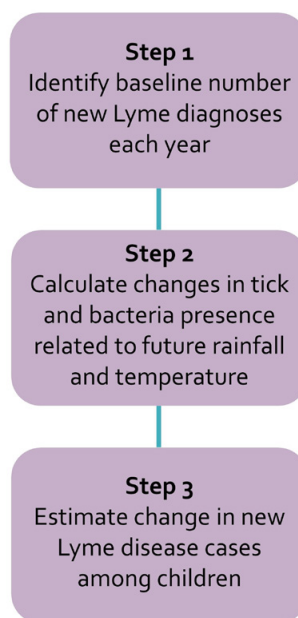 Step 1
Identify baseline number
of new Lyme diagnoses
each year
Step 2
Calculate changes in tick
and bacteria presence
related to future rainfall
and temperature
Step 3
Estimate change in new
Lyme disease cases
among children